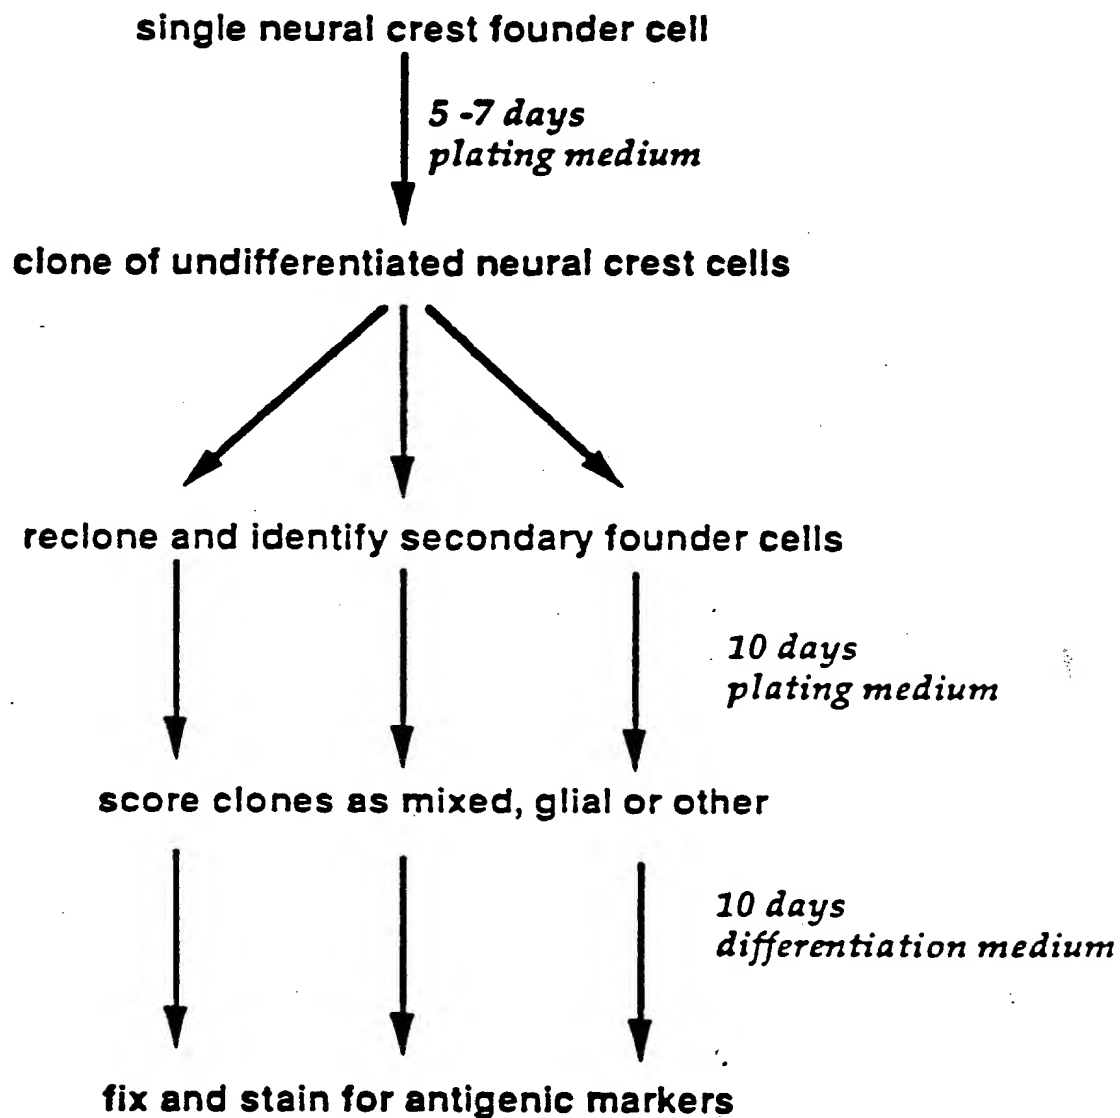 single neural crest founder cell
5 -7 days
plating medium
clone of undifferentiated neural crest cells
reclone and identify secondary founder cells
10 days
plating medium
score clones as mixed, glial or other
10 days
differentiation medium
fix and stain for antigenic markers